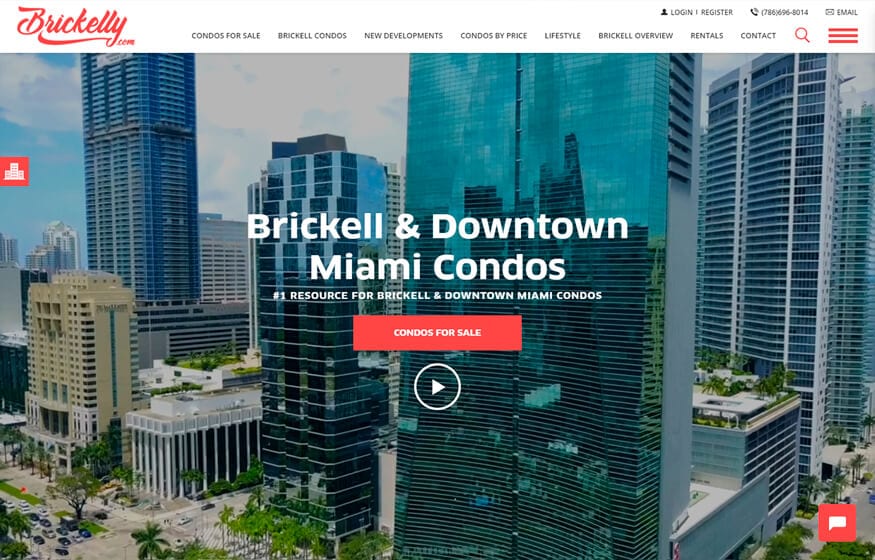 Brickelly.com
LOGIN | REGISTER
(786)696-8014
EMAIL
CONDOS FOR SALE
BRICKELL CONDOS
NEW DEVELOPMENTS
CONDOS BY PRICE
LIFESTYLE
BRICKELL OVERVIEW
RENTALS
CONTACT
Brickell & Downtown
Miami Condos
#1 RESOURCE FOR BRICKELL & DOWNTOWN MIAMI CONDOS
CONDOS FOR SALE